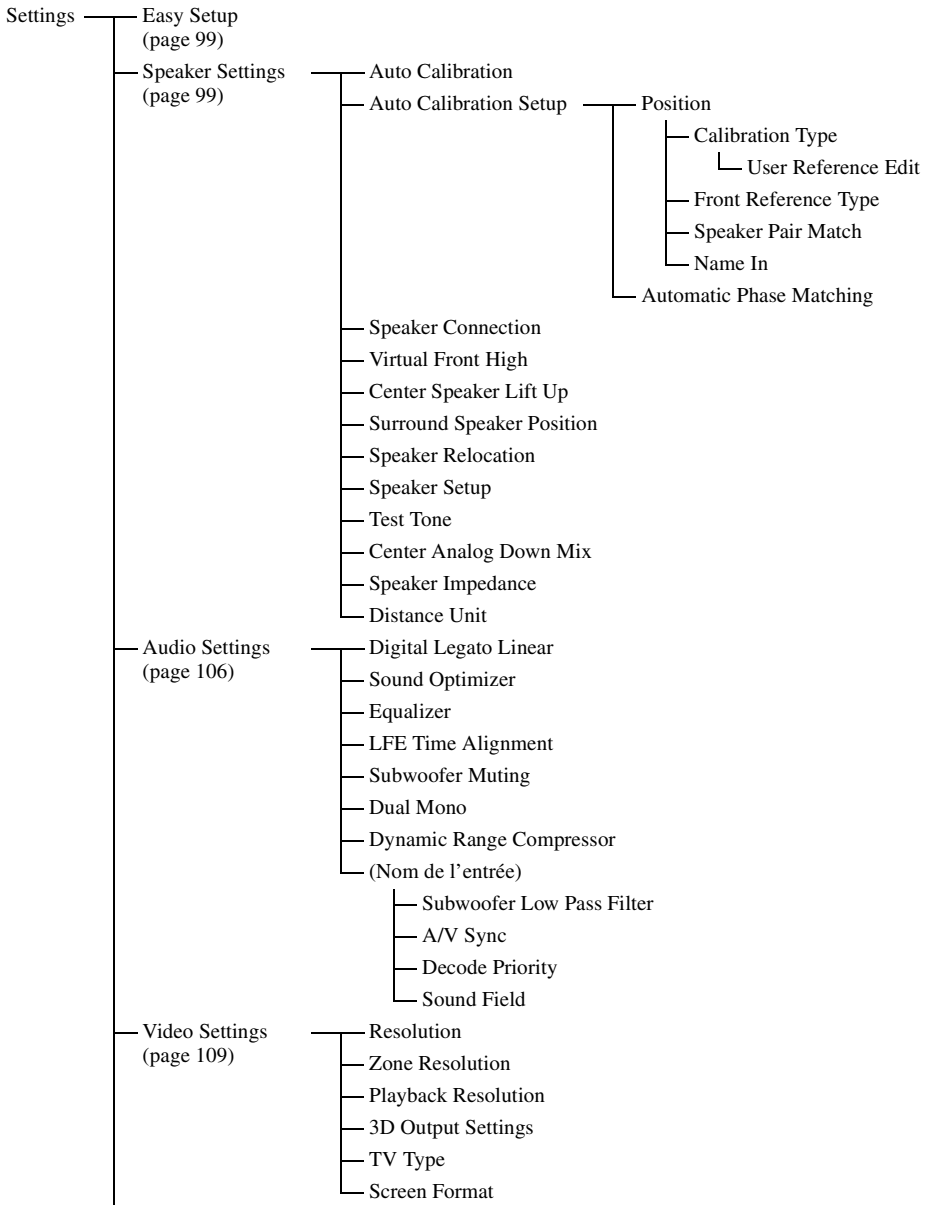 Settings
Easy Setup
(page 99)
Speaker Settings
(page 99)
Auto Calibration
Auto Calibration Setup
Position
Calibration Type
User Reference Edit
Front Reference Type
Speaker Pair Match
Name In
Automatic Phase Matching
Speaker Connection
Virtual Front High
Center Speaker Lift Up
Surround Speaker Position
Speaker Relocation
Speaker Setup
Test Tone
Center Analog Down Mix
Speaker Impedance
Distance Unit
Audio Settings
(page 106)
Digital Legato Linear
Sound Optimizer
Equalizer
LFE Time Alignment
Subwoofer Muting
Dual Mono
Dynamic Range Compressor
(Nom de l’entrée)
Subwoofer Low Pass Filter
A/V Sync
Decode Priority
Sound Field
Video Settings
(page 109)
Resolution
Zone Resolution
Playback Resolution
3D Output Settings
TV Type
Screen Format